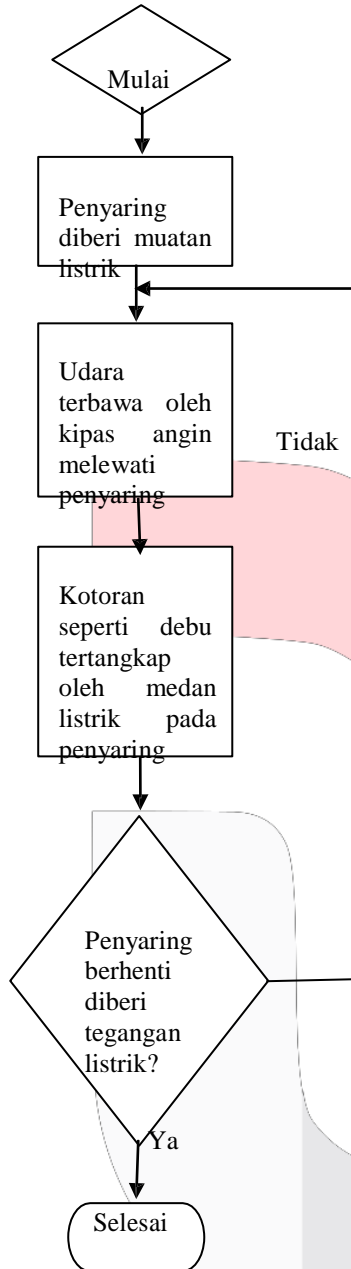 Mulai
Penyaring
diberi muatan
listrik
Udara
terbawa oleh
kipas angin
melewati
penyaring
Tidak
Kotoran
seperti debu
tertangkap
oleh medan
listrik pada
penyaring
Penyaring
berhenti
diberi
tegangan
listrik?
Ya
Selesai